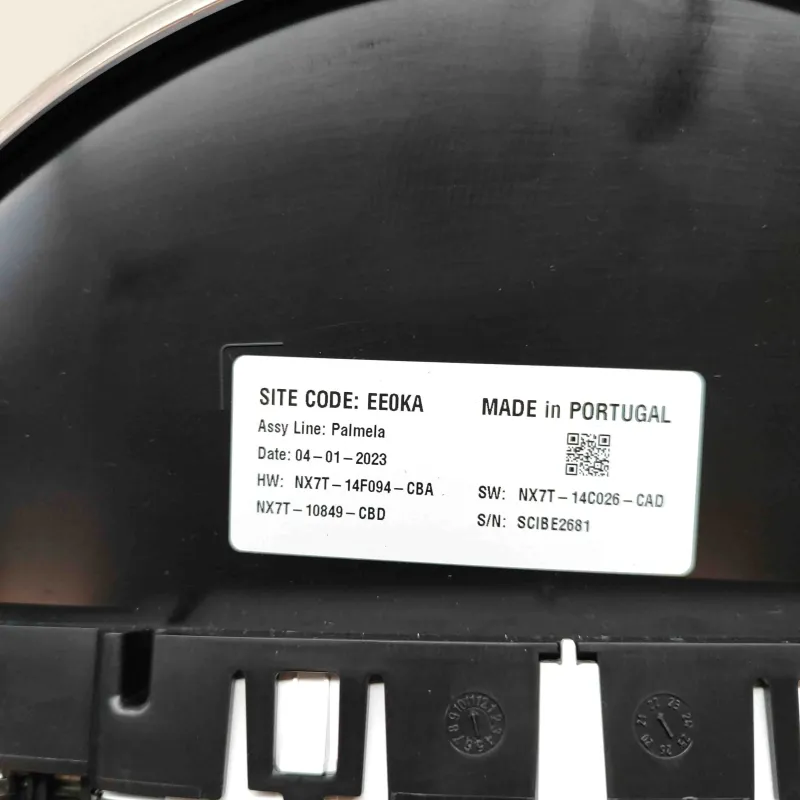 SITE CODE: EE0KA
MADE in PORTUGAL
Assy Line: Palmela
Date: 04-01-2023
HW: NX7T-14F094-CBA
SW: NX7T-14C026-CAD
NX7T-10849-CBD
S/N: SCIBE2681